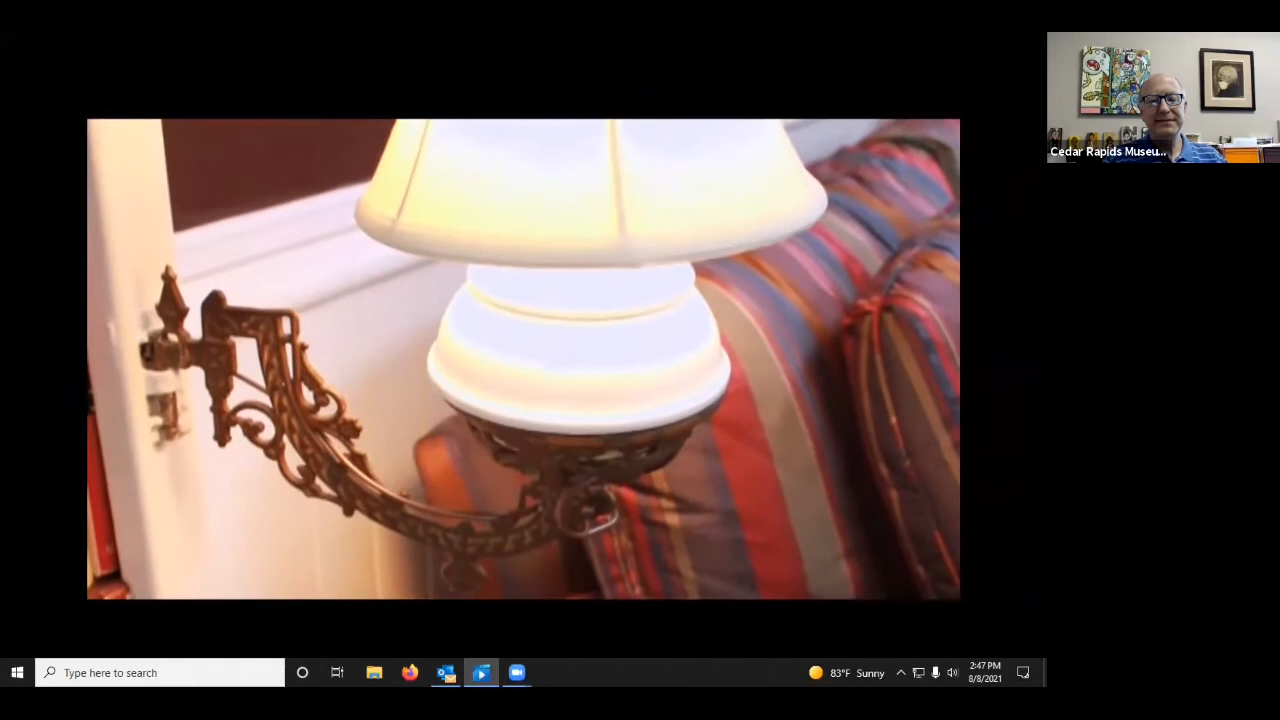 Cedar Rapids Museu...
Type here to search
83°F Sunny
2:47 PM
8/8/2021